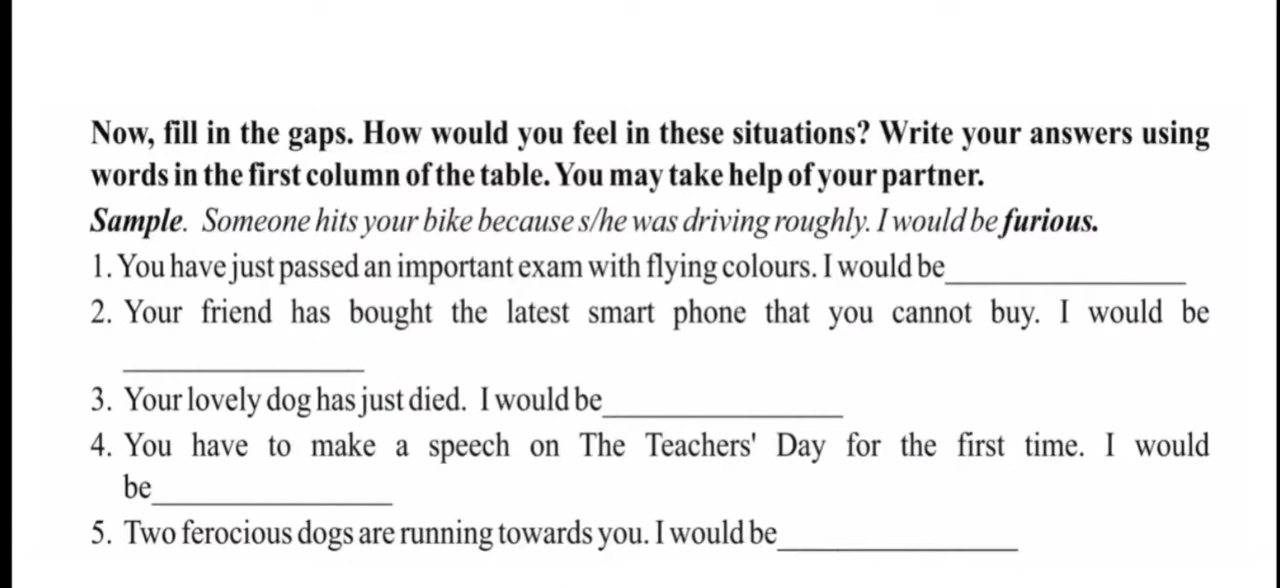 Now, fill in the gaps. How would you feel in these situations? Write your answers using
words in the first column of the table. You may take help of your partner.
Sample. Someone hits your bike because s/he was driving roughly. I would be furious.
1. You have just passed an important exam with flying colours. I would be____________________
2. Your friend has bought the latest smart phone that you cannot buy. I would be
____________________
3. Your lovely dog has just died. I would be____________________
4. You have to make a speech on The Teachers' Day for the first time. I would
be____________________
5. Two ferocious dogs are running towards you. I would be____________________